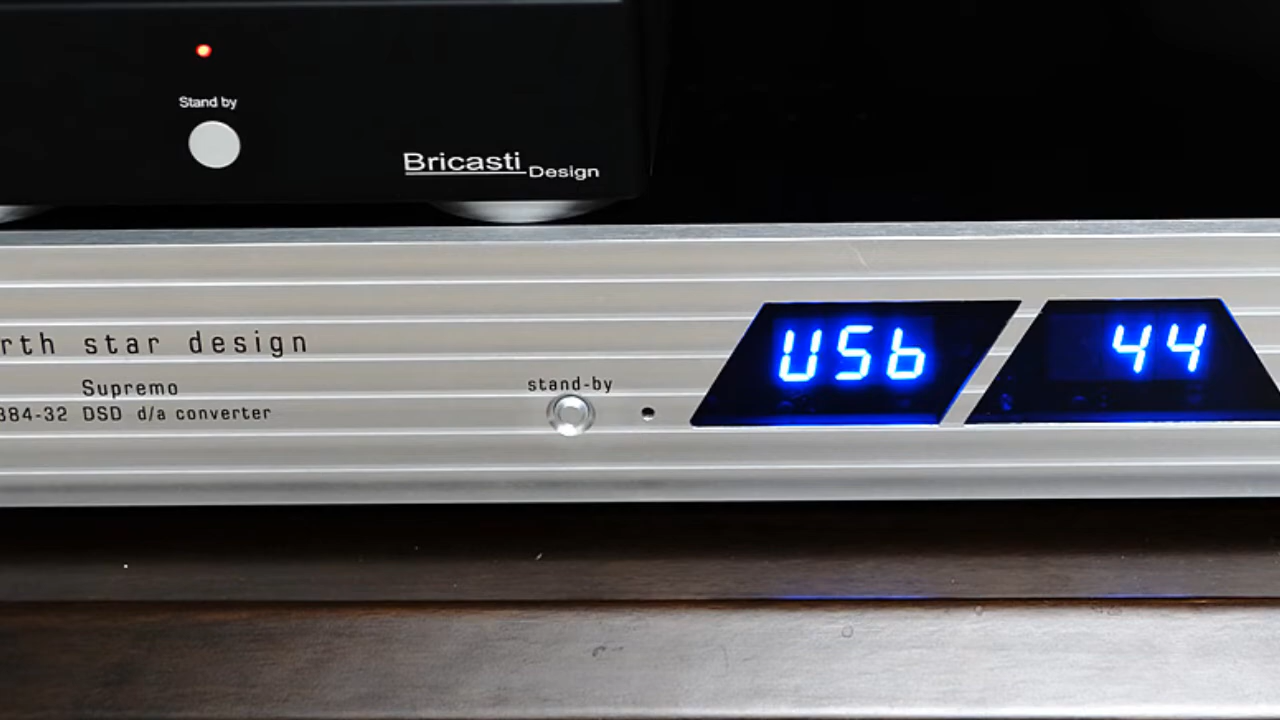 Stand by
Bricasti Design
rth star design
Supremo
384-32 DSD d/a converter
stand-by
USb
44